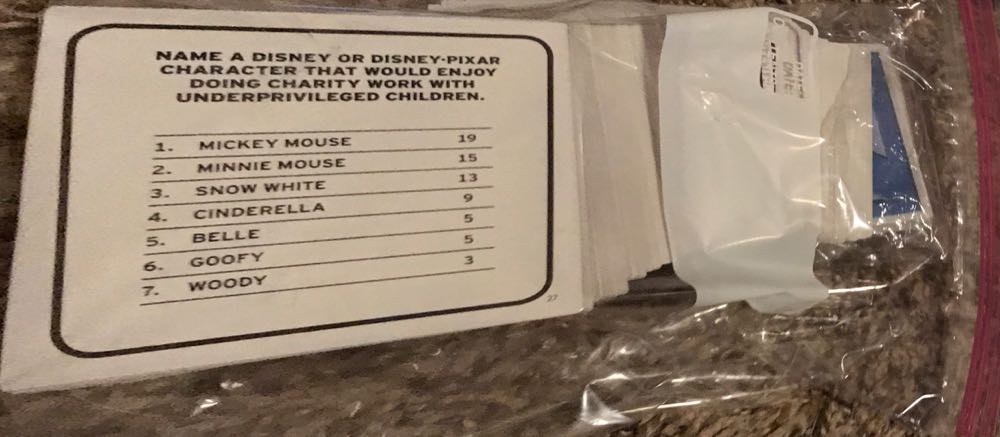 NAME A DISNEY OR DISNEY•PIXAR
CHARACTER THAT WOULD ENJOY
DOING CHARITY WORK WITH
UNDERPRIVILEGED CHILDREN.
1. MICKEY MOUSE 19
2. MINNIE MOUSE 15
3. SNOW WHITE 13
4. CINDERELLA 9
5. BELLE 5
6. GOOFY 5
7. WOODY 3
27